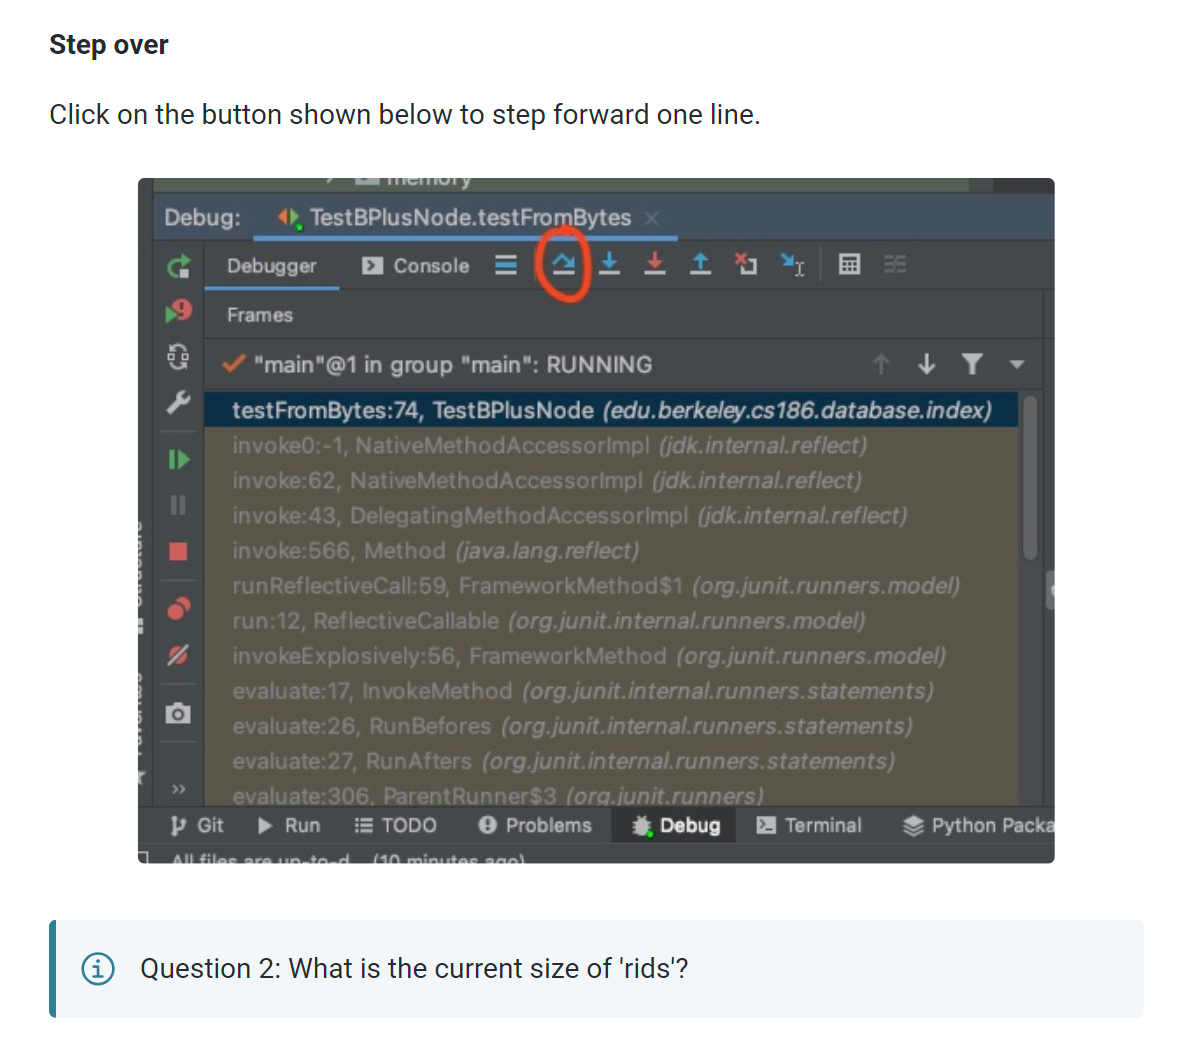 Step over
Click on the button shown below to step forward one line.
memory
Debug: TestBPlusNode.testFromBytes
Debugger Console
Frames
"main"@1 in group "main": RUNNING
testFromBytes:74, TestBPlusNode (edu.berkeley.cs186.database.index)
invoke0:-1, NativeMethodAccessorImpl (jdk.internal.reflect)
invoke:62, NativeMethodAccessorImpl (jdk.internal.reflect)
invoke:43, DelegatingMethodAccessorImpl (jdk.internal.reflect)
invoke:566, Method (java.lang.reflect)
runReflectiveCall:59, FrameworkMethod$1 (org.junit.runners.model)
run:12, ReflectiveCallable (org.junit.internal.runners.model)
invokeExplosively:56, FrameworkMethod (org.junit.runners.model)
evaluate:17, InvokeMethod (org.junit.internal.runners.statements)
evaluate:26, RunBefores (org.junit.internal.runners.statements)
evaluate:27, RunAfters (org.junit.internal.runners.statements)
evaluate:306, ParentRunner$3 (org.junit.runners)
Git Run TODO Problems Debug Terminal Python Packa
All files are up-to-d (10 minutes ago)
Question 2: What is the current size of 'rids'?